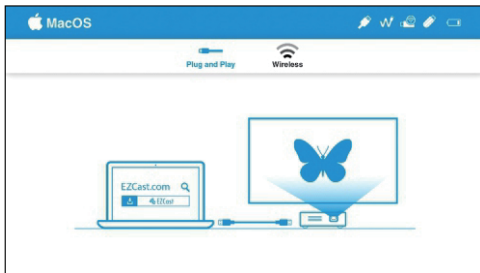 MacOS
Plug and Play
Wireless
EZCast.com
EZCast